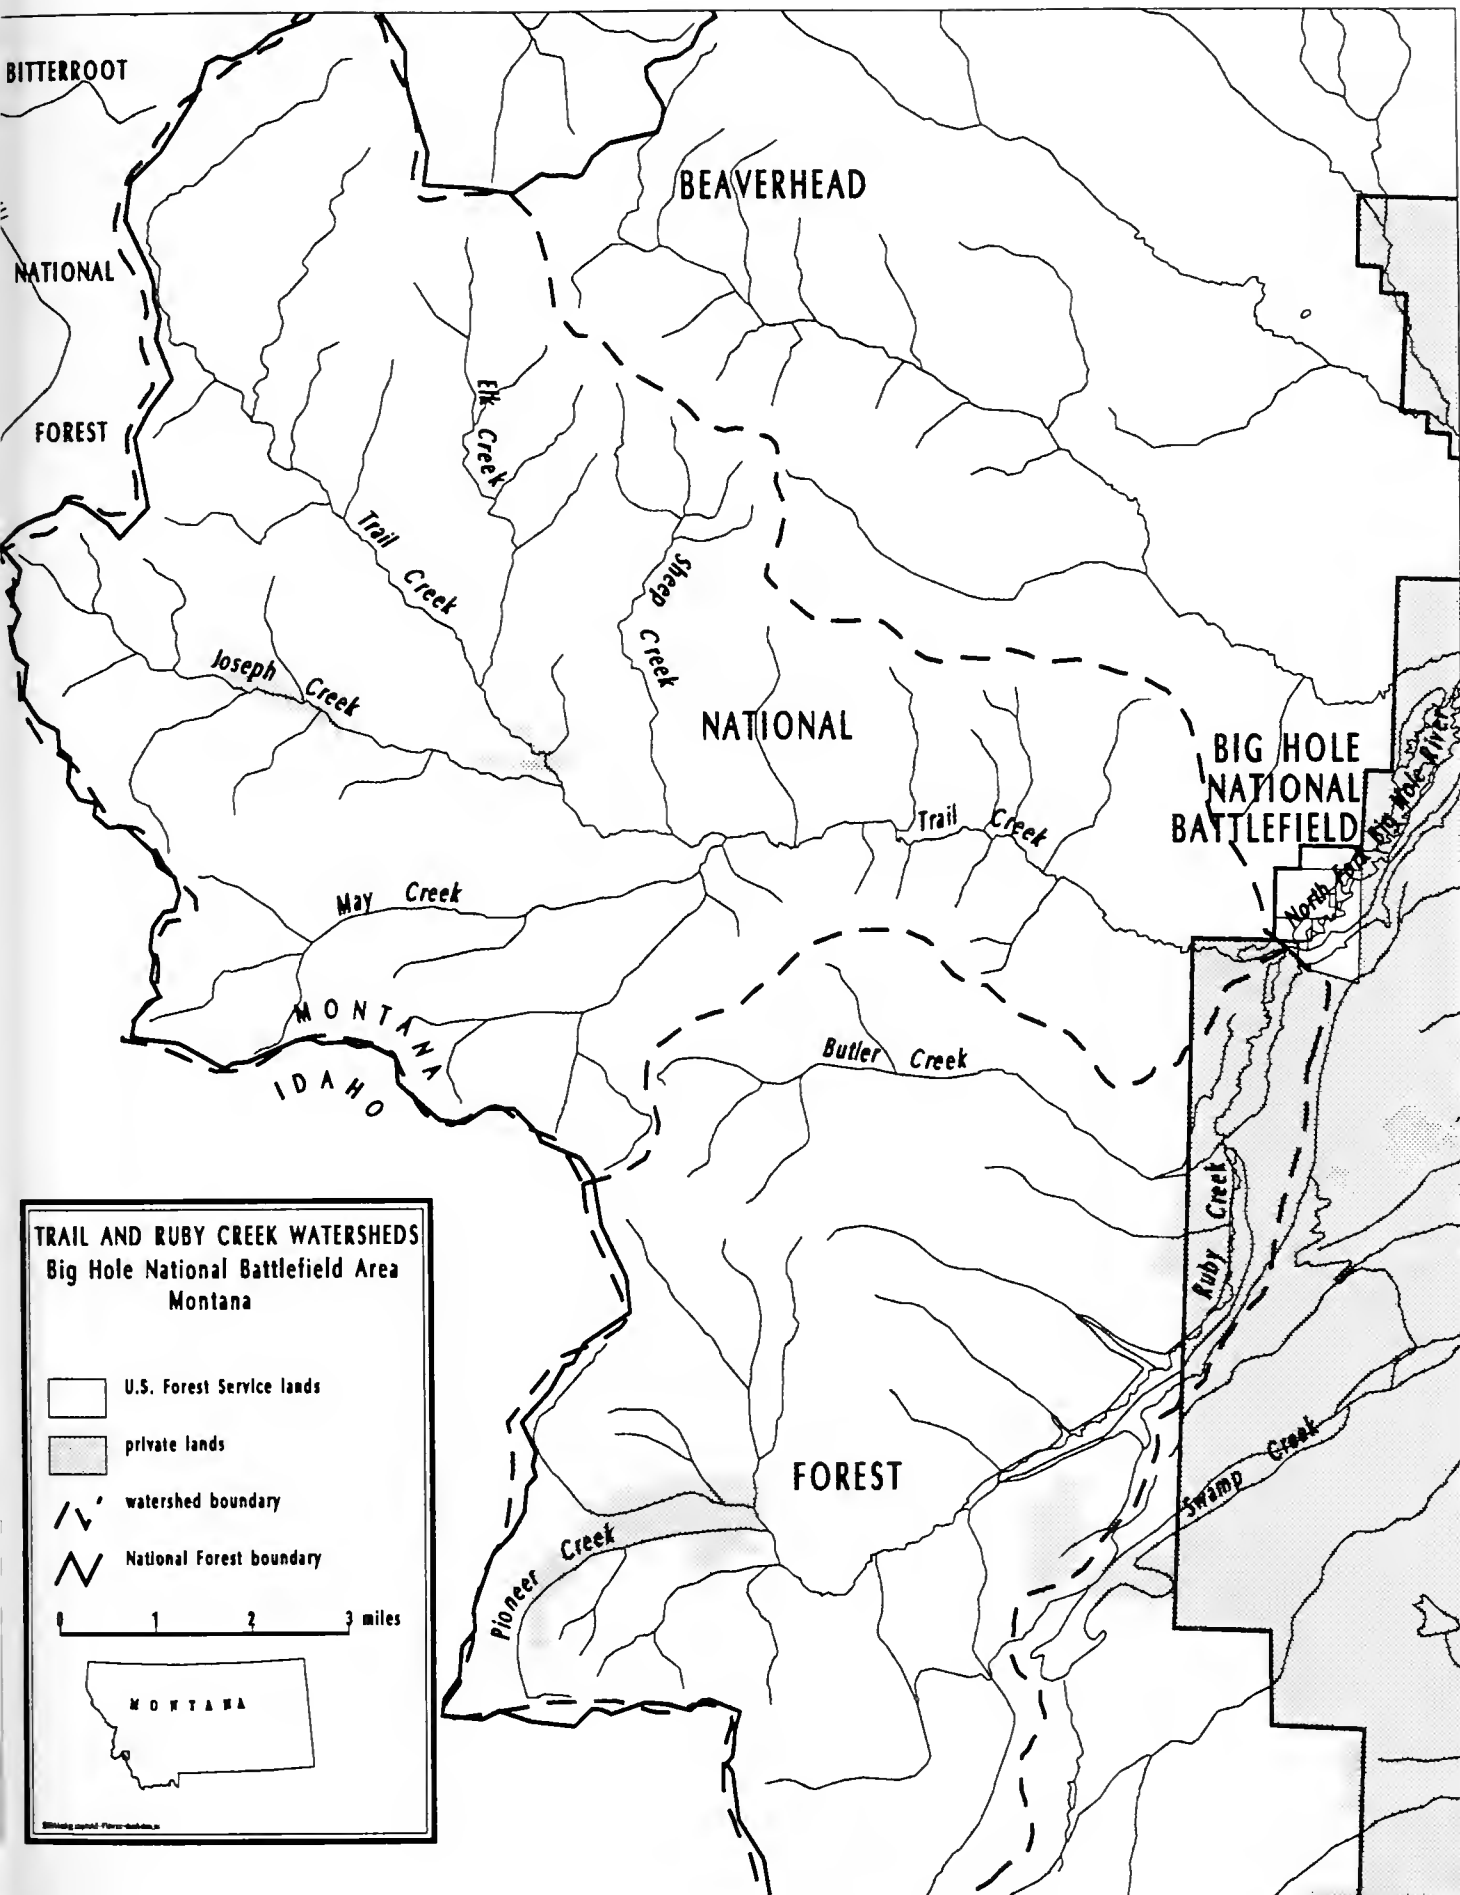 BITTERROOT
NATIONAL
FOREST
BEAVERHEAD
NATIONAL
FOREST
Elk Creek
Trail Creek
Sheep Creek
Joseph Creek
BIG HOLE
NATIONAL
BATTLEFIELD
North Fork Big Hole River
Trail Creek
May Creek
MONTANA
IDAHO
Butler Creek
Ruby Creek
Swamp Creek
Pioneer Creek
TRAIL AND RUBY CREEK WATERSHEDS
Big Hole National Battlefield Area
Montana
U.S. Forest Service lands
private lands
watershed boundary
National Forest boundary
0 1 2 3 miles
MONTANA